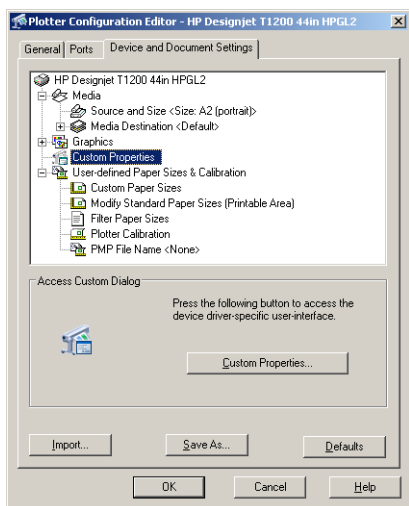 Plotter Configuration Editor - HP Designjet T1200 44in HPGL2
General
Ports
Device and Document Settings
HP Designjet T1200 44in HPGL2
Media
Source and Size <Size: A2 (portrait)>
Media Destination <Default>
Graphics
Custom Properties
User-defined Paper Sizes & Calibration
Custom Paper Sizes
Modify Standard Paper Sizes (Printable Area)
Filter Paper Sizes
Plotter Calibration
PMP File Name <None>
Access Custom Dialog
Press the following button to access the
device driver-specific user-interface.
Custom Properties...
Import...
Save As...
Defaults
OK
Cancel
Help